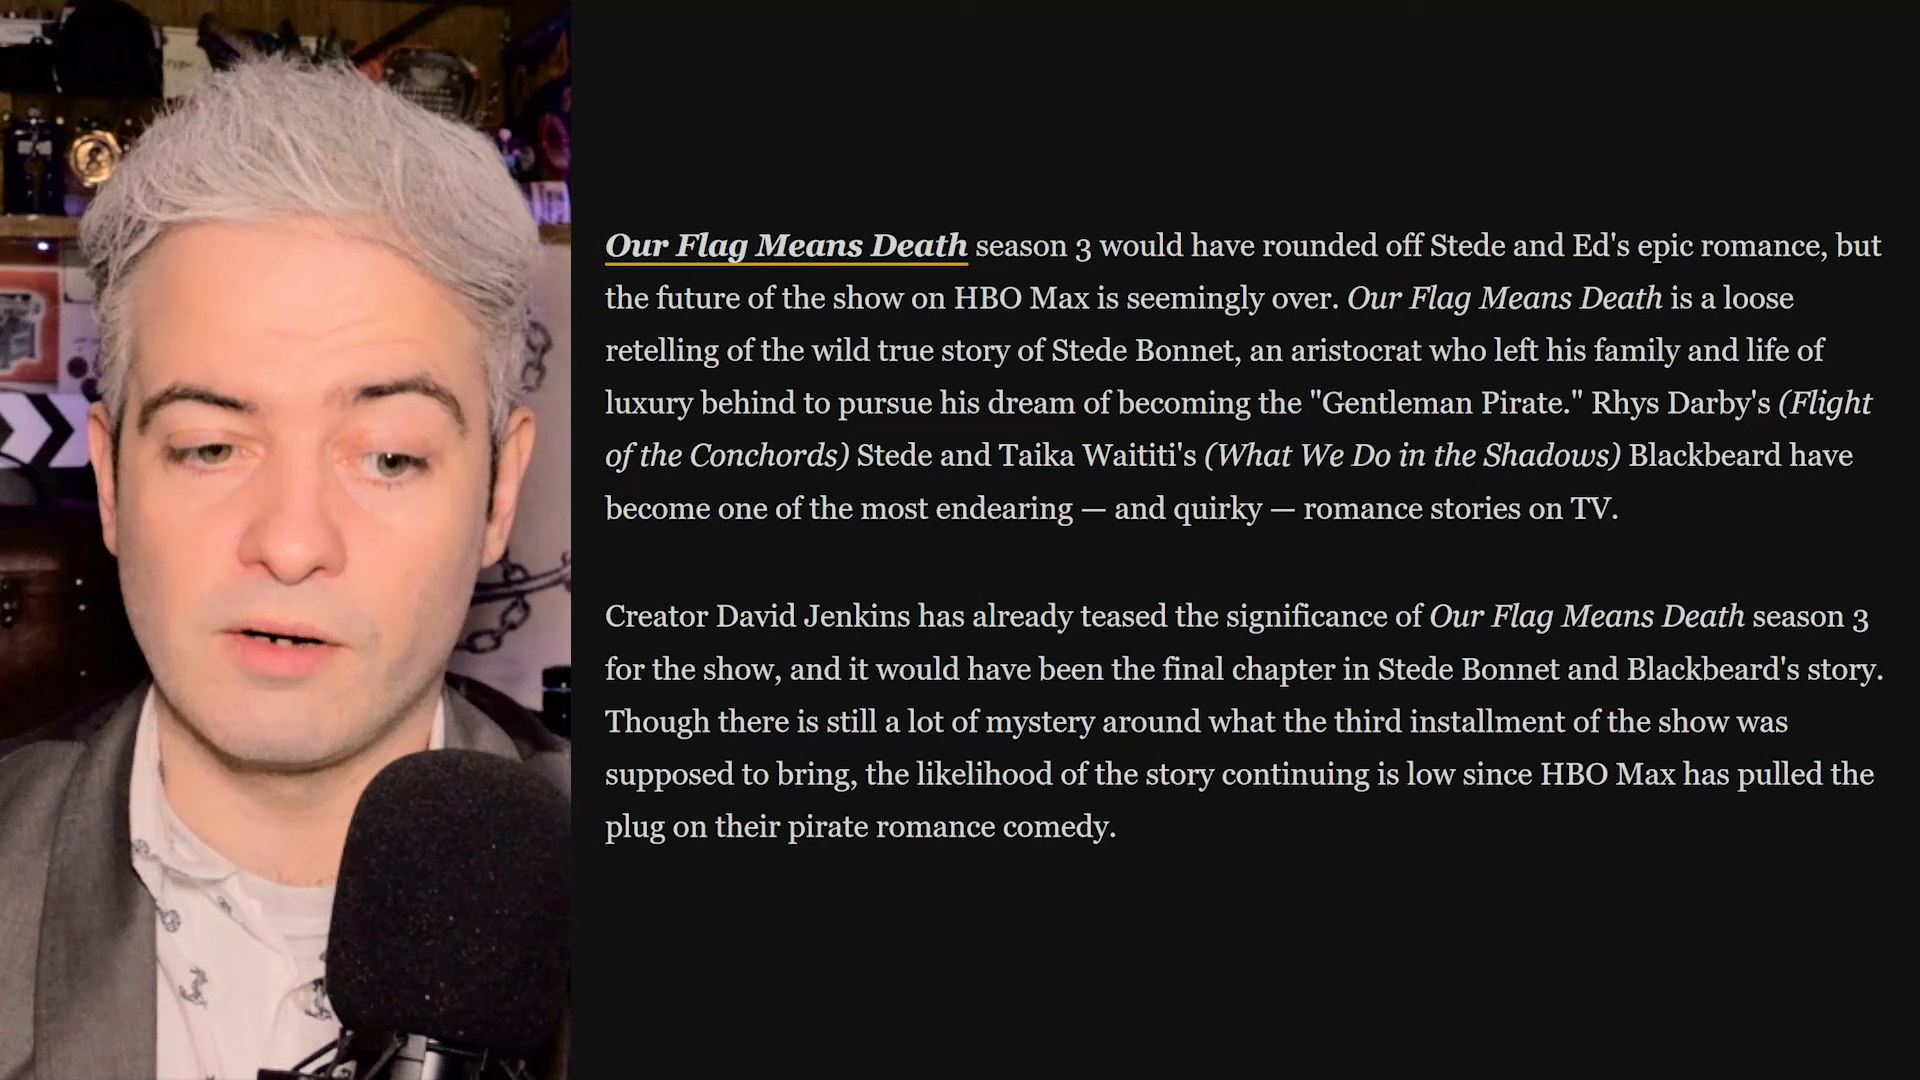 Our Flag Means Death season 3 would have rounded off Stede and Ed's epic romance, but
the future of the show on HBO Max is seemingly over. Our Flag Means Death is a loose
retelling of the wild true story of Stede Bonnet, an aristocrat who left his family and life of
luxury behind to pursue his dream of becoming the "Gentleman Pirate." Rhys Darby's (Flight
of the Conchords) Stede and Taika Waititi's (What We Do in the Shadows) Blackbeard have
become one of the most endearing — and quirky — romance stories on TV.
Creator David Jenkins has already teased the significance of Our Flag Means Death season 3
for the show, and it would have been the final chapter in Stede Bonnet and Blackbeard's story.
Though there is still a lot of mystery around what the third installment of the show was
supposed to bring, the likelihood of the story continuing is low since HBO Max has pulled the
plug on their pirate romance comedy.